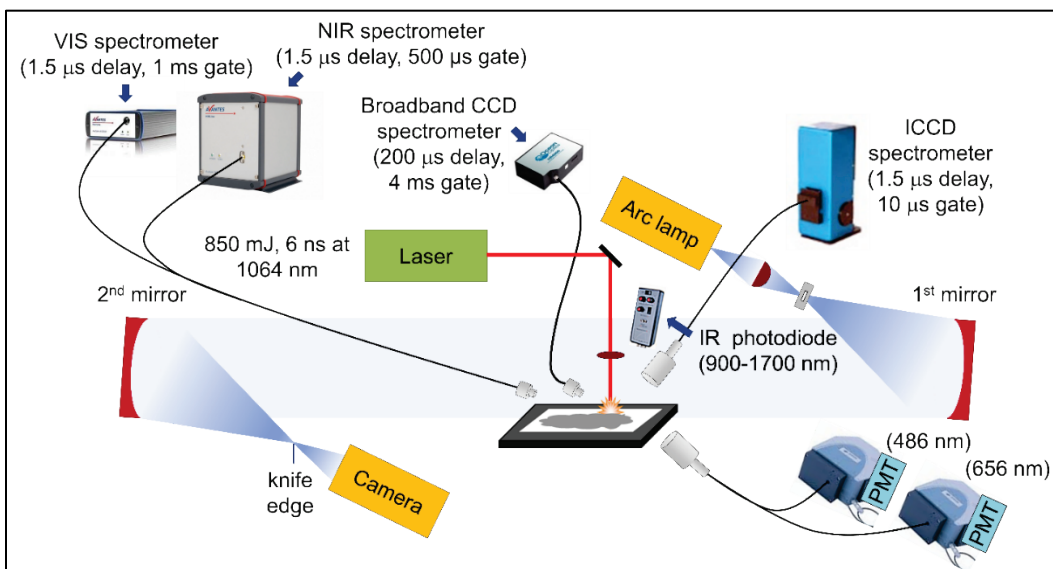 VIS spectrometer
(1.5 μs delay, 1 ms gate)
NIR spectrometer
(1.5 μs delay, 500 μs gate)
Broadband CCD
spectrometer
(200 μs delay,
4 ms gate)
ICCD
spectrometer
(1.5 μs delay,
10 μs gate)
Arc lamp
850 mJ, 6 ns at
1064 nm
Laser
2nd mirror
1st mirror
IR photodiode
(900-1700 nm)
knife
edge
Camera
(486 nm)
(656 nm)
PMT
PMT